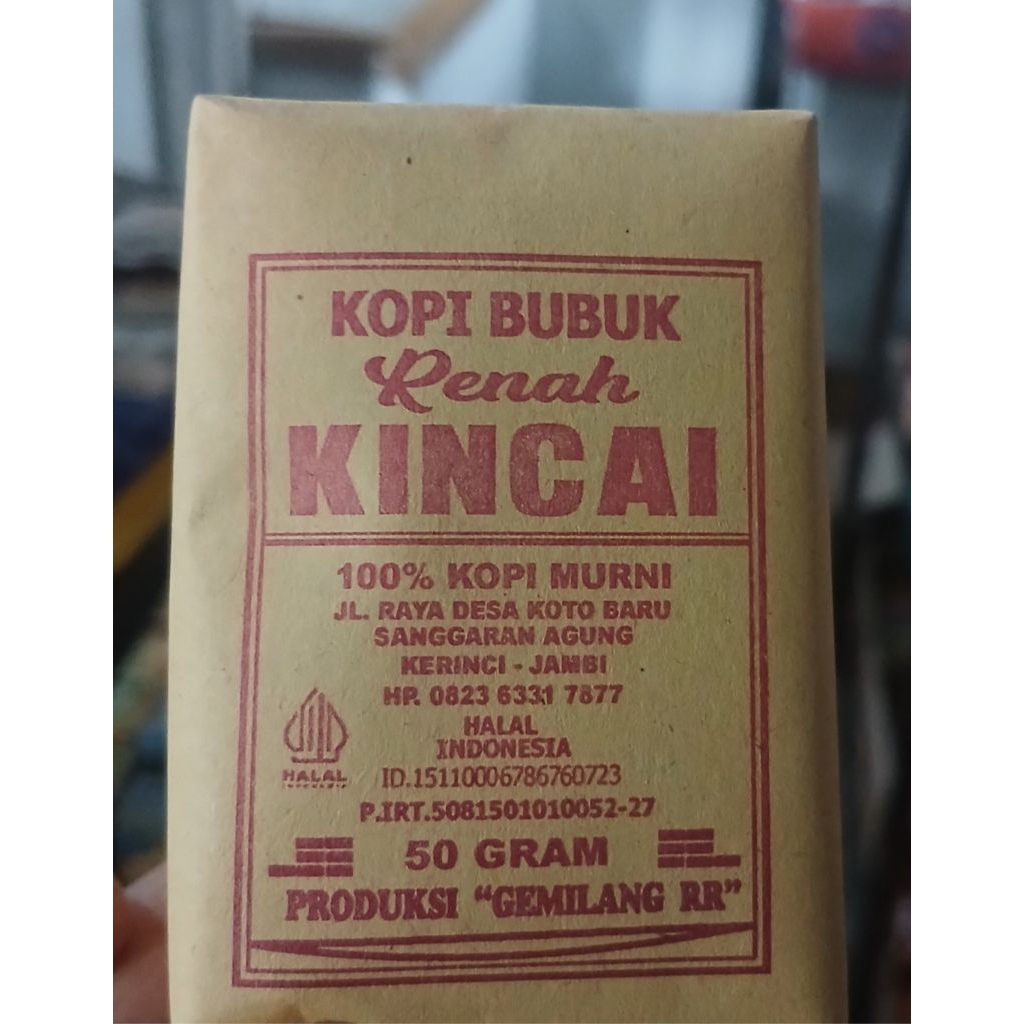 KOPI BUBUK
Renah
KINCAI
100% KOPI MURNI
JL. RAYA DESA KOTO BARU
SANGGARAN AGUNG
KERINCI - JAMBI
HP. 0823 6331 7877
HALAL
INDONESIA
HALAL
ID.15110006786760723
P.IRT.5081501010052-27
50 GRAM
PRODUKSI "GEMILANG RR"